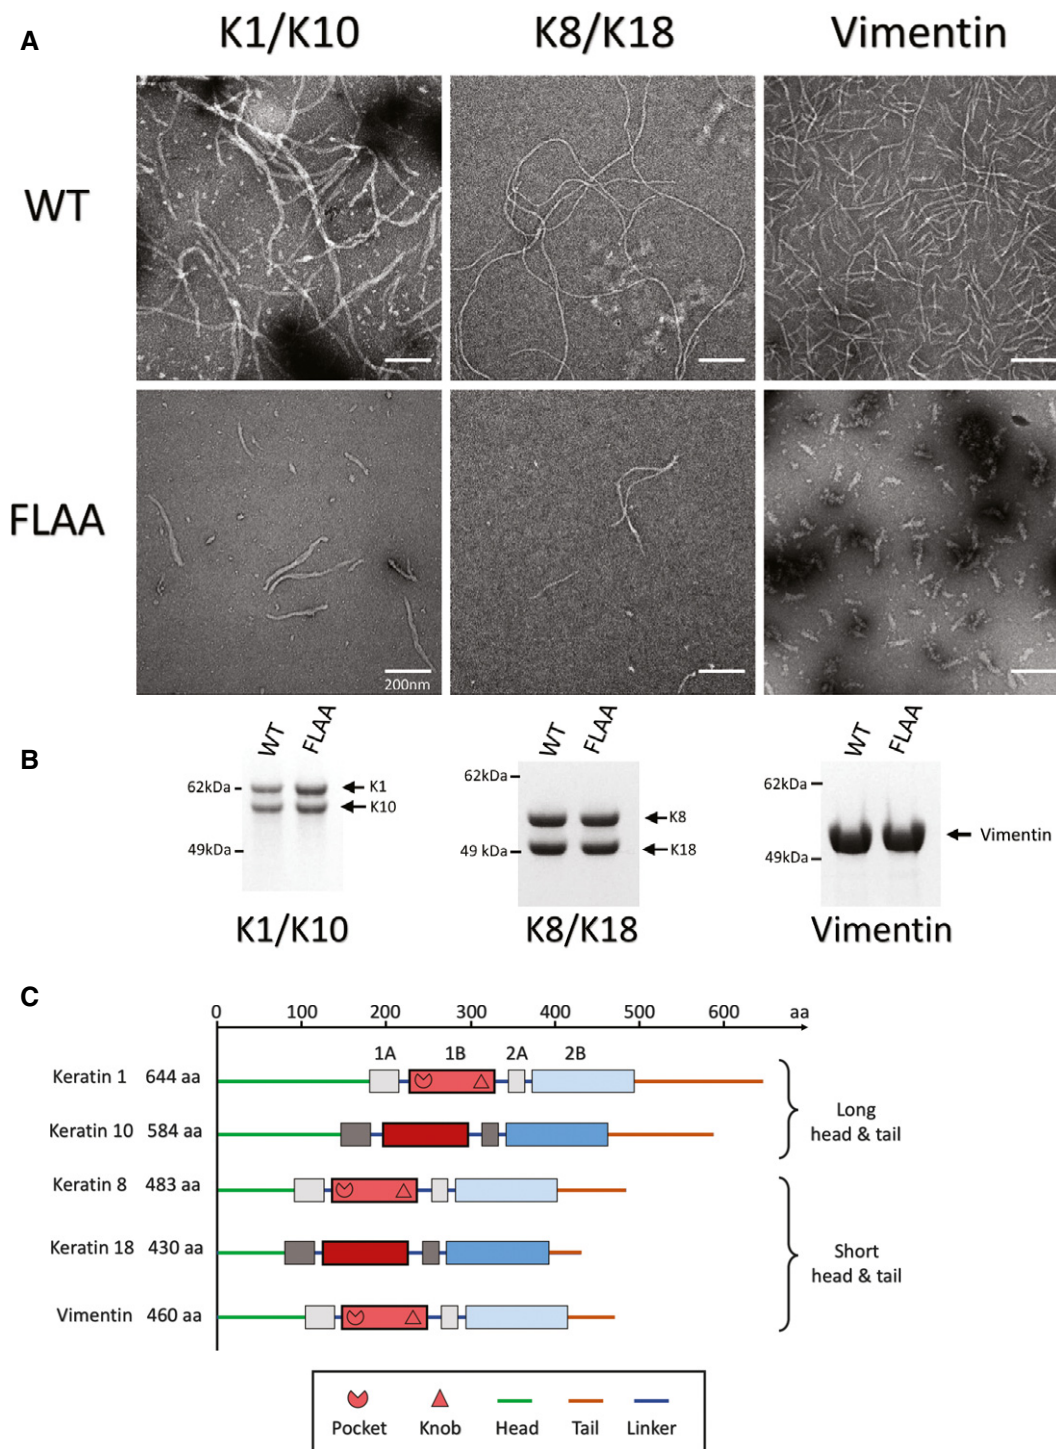 A
K1/K10 K8/K18 Vimentin
WT
FLAA
200nm
B
WT FLAA
62kDa
K1
K10
49kDa
K1/K10
WT FLAA
62kDa
K8
49 kDa
K18
K8/K18
WT FLAA
62kDa
Vimentin
49kDa
Vimentin
C
0 100 200 300 400 500 600 aa
1A 1B 2A 2B
Keratin 1 644 aa
Keratin 10 584 aa
Long
head & tail
Keratin 8 483 aa
Keratin 18 430 aa
Vimentin 460 aa
Short
head & tail
Pocket Knob Head Tail Linker